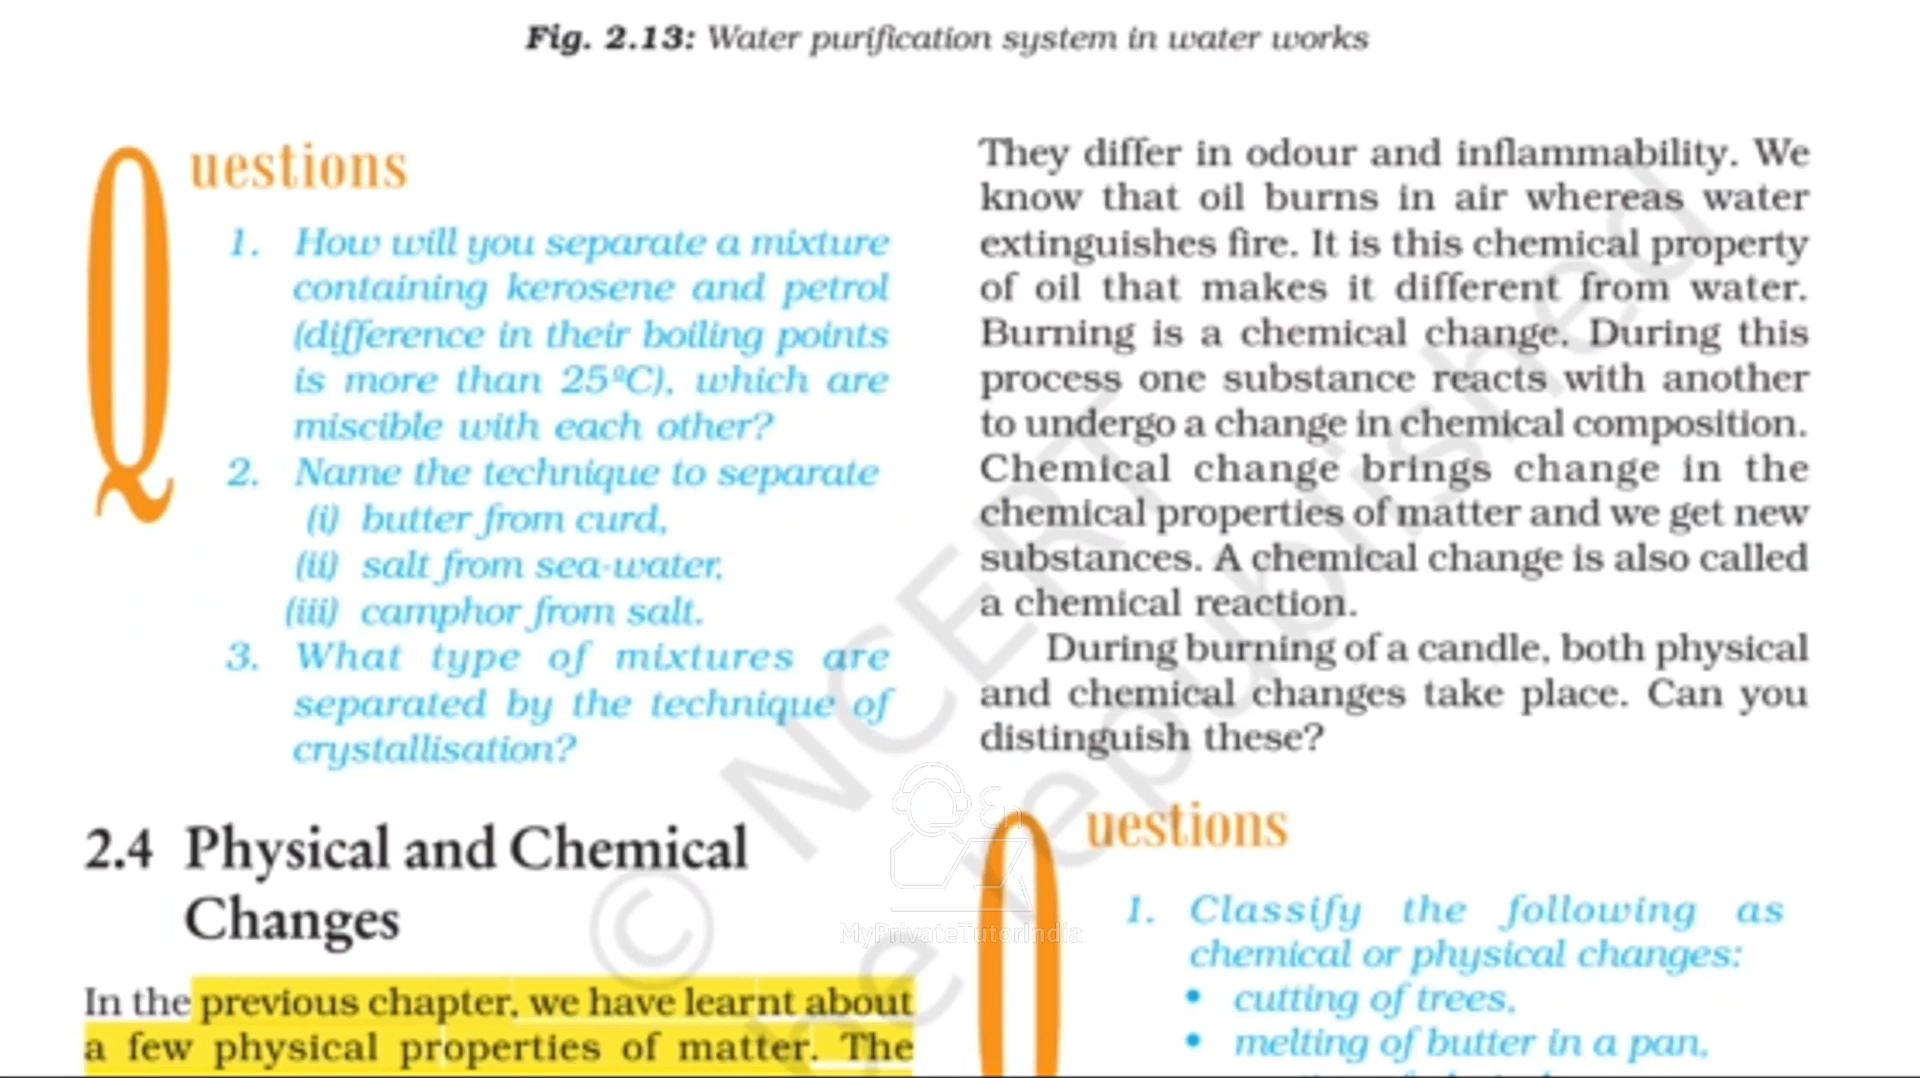 Fig. 2.13: Water purification system in water works
Questions
1. How will you separate a mixture
containing kerosene and petrol
(difference in their boiling points
is more than 25ºC), which are
miscible with each other?
2. Name the technique to separate
(i) butter from curd,
(ii) salt from sea-water,
(iii) camphor from salt.
3. What type of mixtures are
separated by the technique of
crystallisation?
2.4 Physical and Chemical
Changes
In the previous chapter, we have learnt about
a few physical properties of matter. The
They differ in odour and inflammability. We
know that oil burns in air whereas water
extinguishes fire. It is this chemical property
of oil that makes it different from water.
Burning is a chemical change. During this
process one substance reacts with another
to undergo a change in chemical composition.
Chemical change brings change in the
chemical properties of matter and we get new
substances. A chemical change is also called
a chemical reaction.
During burning of a candle, both physical
and chemical changes take place. Can you
distinguish these?
Questions
1. Classify the following as
chemical or physical changes:
• cutting of trees,
• melting of butter in a pan,
© NCERT
be republished
MyPrivateTutorIndia